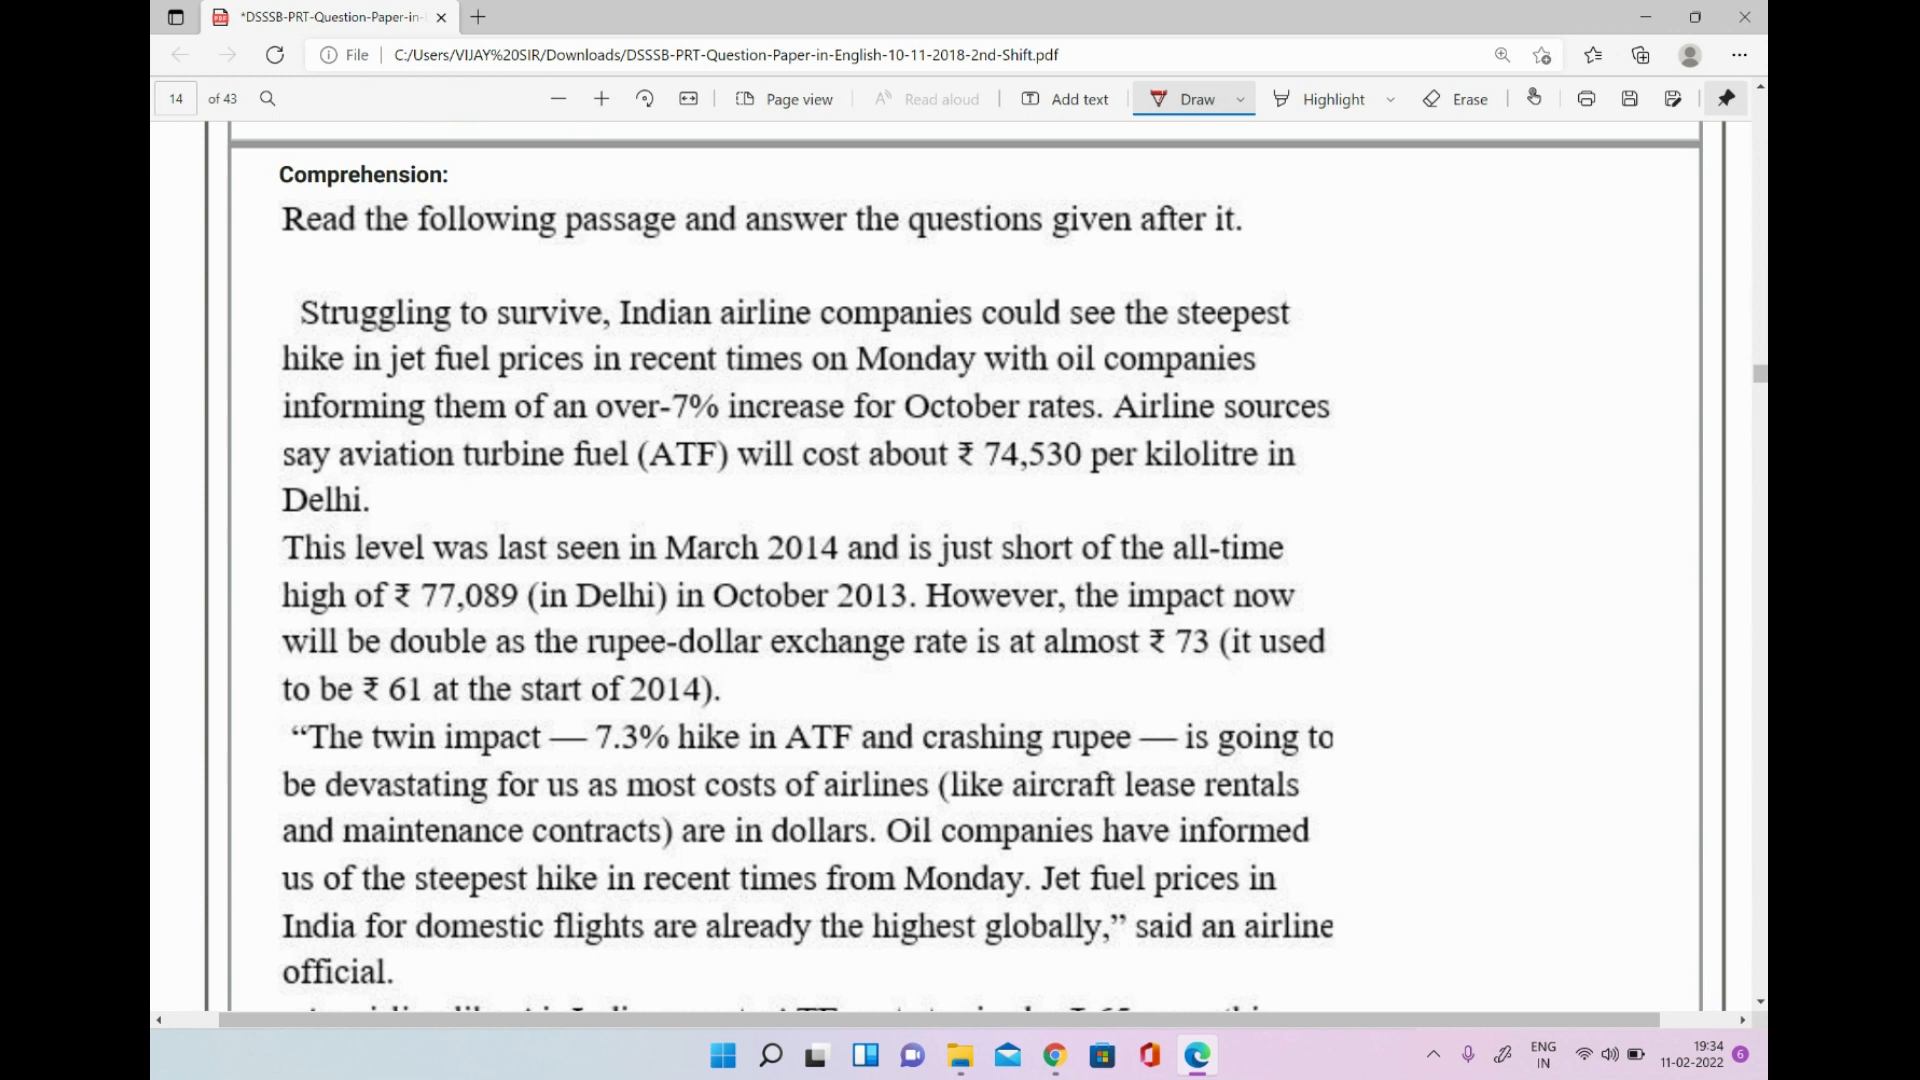 *DSSSB-PRT-Question-Paper-in-
File
C:/Users/VIJAY%20SIR/Downloads/DSSSB-PRT-Question-Paper-in-English-10-11-2018-2nd-Shift.pdf
14 of 43
Page view
Read aloud
Add text
Draw
Highlight
Erase
Comprehension:
Read the following passage and answer the questions given after it.
Struggling to survive, Indian airline companies could see the steepest
hike in jet fuel prices in recent times on Monday with oil companies
informing them of an over-7% increase for October rates. Airline sources
say aviation turbine fuel (ATF) will cost about ₹ 74,530 per kilolitre in
Delhi.
This level was last seen in March 2014 and is just short of the all-time
high of ₹ 77,089 (in Delhi) in October 2013. However, the impact now
will be double as the rupee-dollar exchange rate is at almost ₹ 73 (it used
to be ₹ 61 at the start of 2014).
“The twin impact — 7.3% hike in ATF and crashing rupee — is going to
be devastating for us as most costs of airlines (like aircraft lease rentals
and maintenance contracts) are in dollars. Oil companies have informed
us of the steepest hike in recent times from Monday. Jet fuel prices in
India for domestic flights are already the highest globally,” said an airline
official.
ENG
IN
19:34
11-02-2022
6